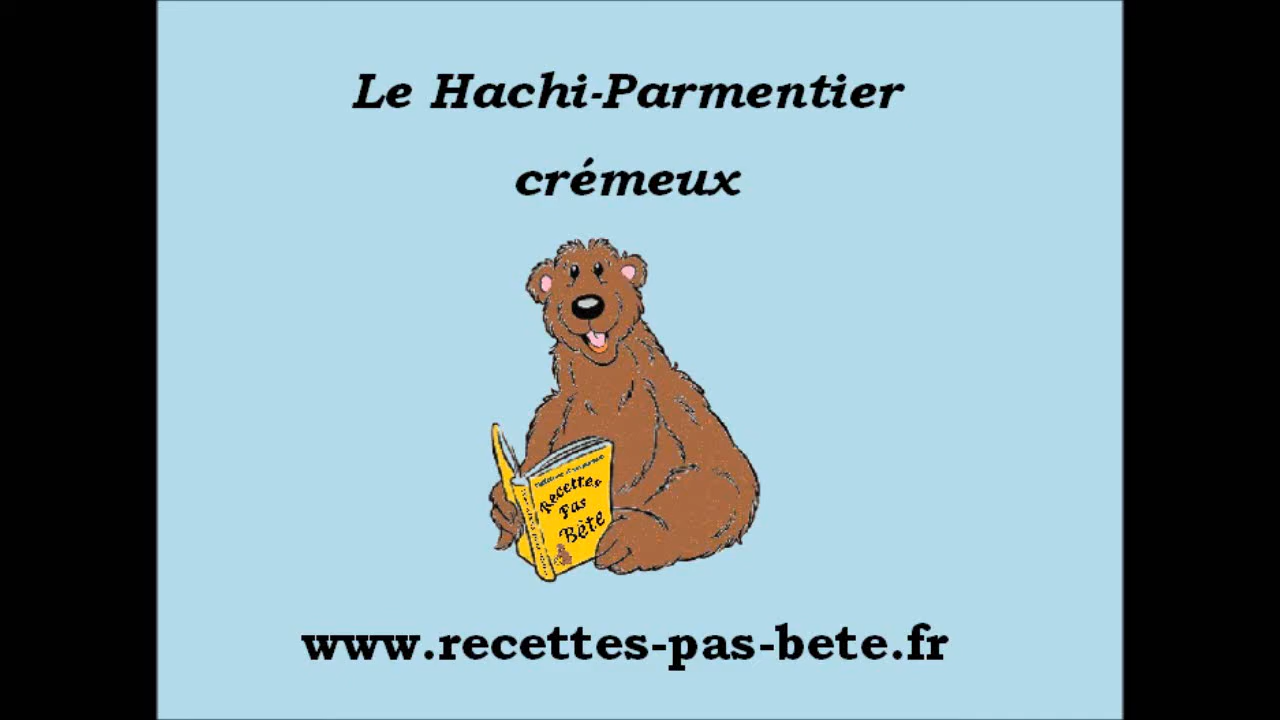 Le Hachi-Parmentier
crémeux
Recettes
Pas
Bête
www.recettes-pas-bete.fr